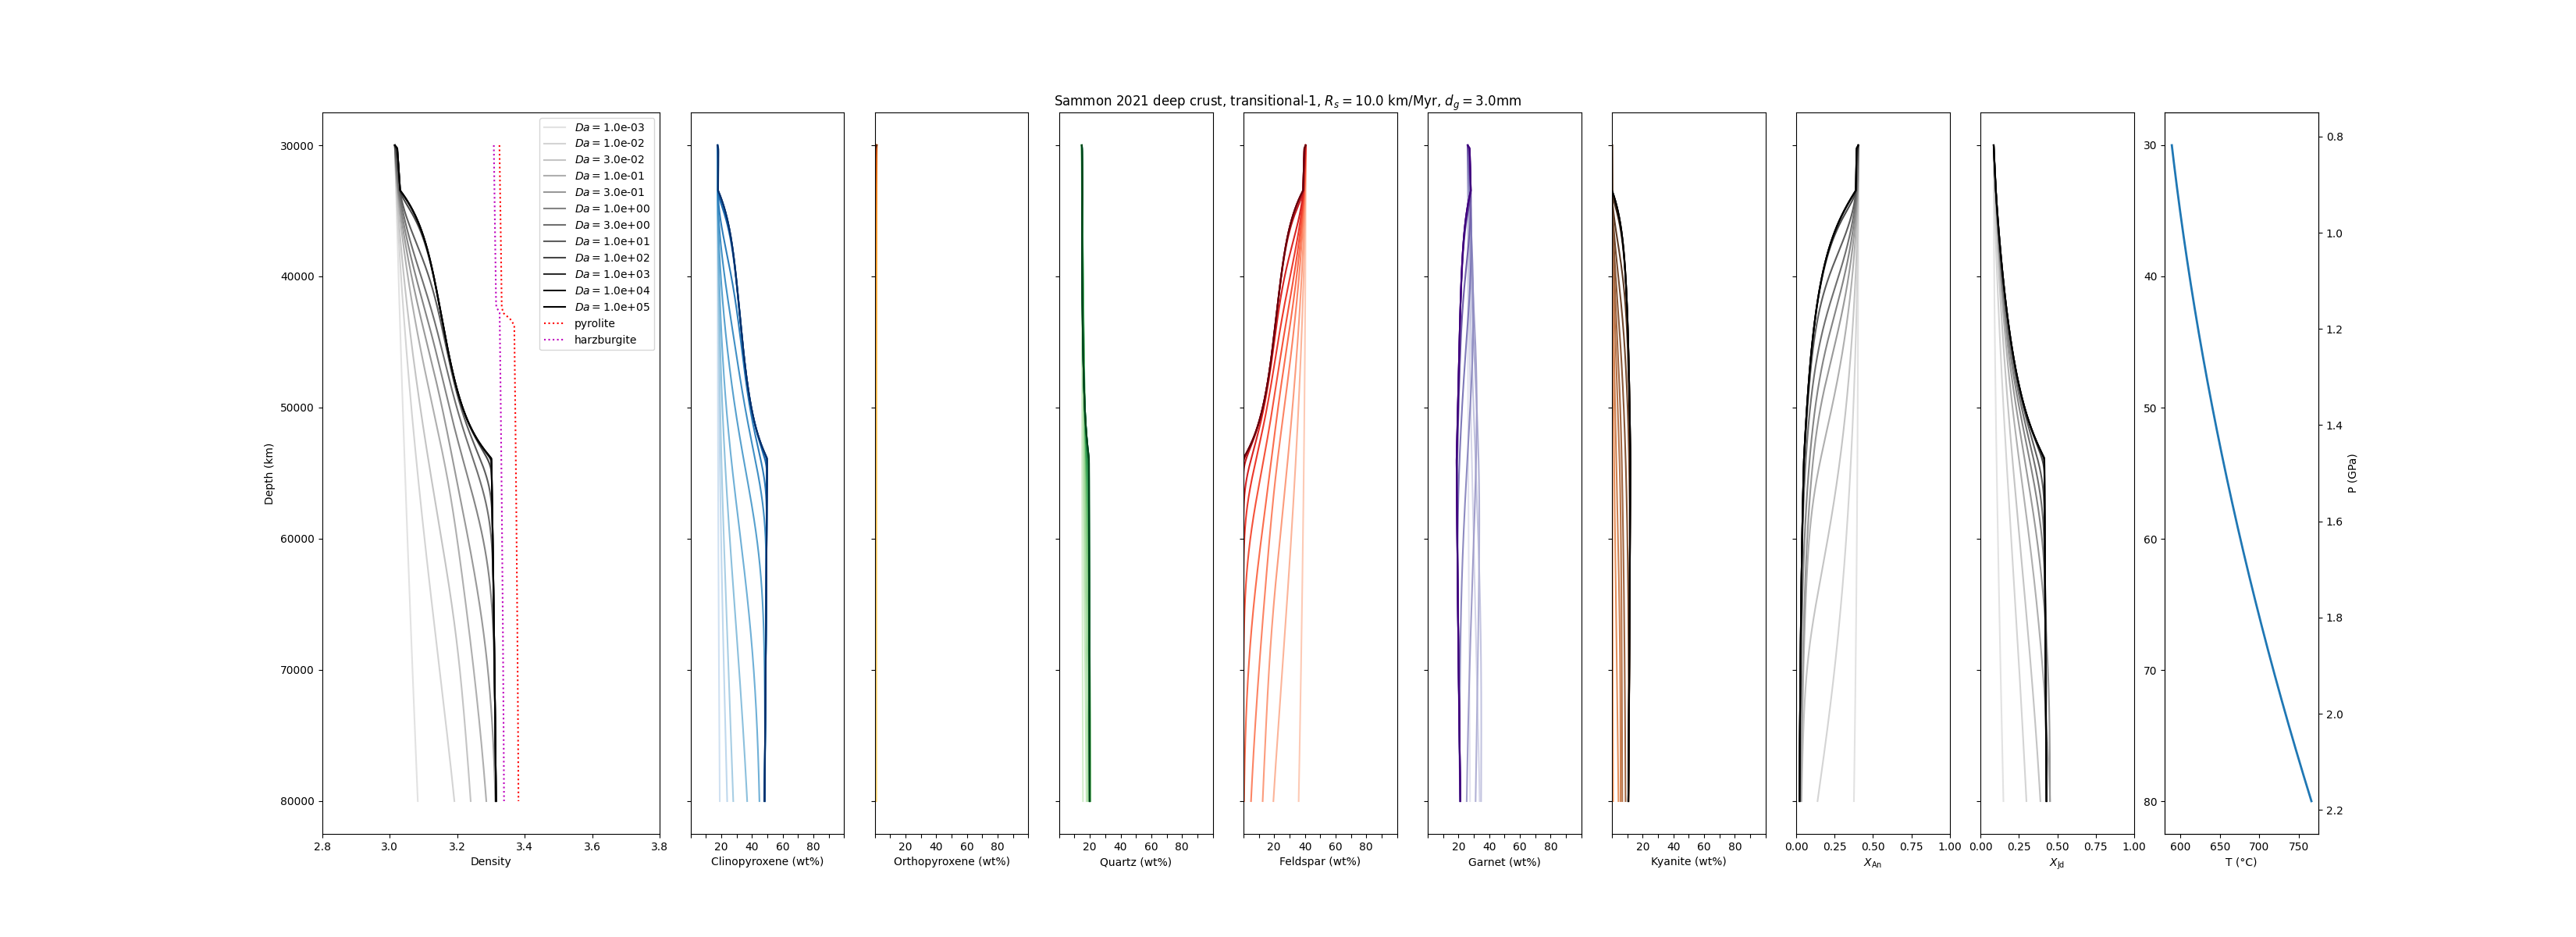 Sammon 2021 deep crust, transitional-1, R_s = 10.0 km/Myr, d_g = 3.0mm
Da = 1.0e-03
Da = 1.0e-02
Da = 3.0e-02
Da = 1.0e-01
Da = 3.0e-01
Da = 1.0e+00
Da = 3.0e+00
Da = 1.0e+01
Da = 1.0e+02
Da = 1.0e+03
Da = 1.0e+04
Da = 1.0e+05
pyrolite
harzburgite
Depth (km)
30000
40000
50000
60000
70000
80000
2.8 3.0 3.2 3.4 3.6 3.8
Density
20 40 60 80
Clinopyroxene (wt%)
20 40 60 80
Orthopyroxene (wt%)
20 40 60 80
Quartz (wt%)
20 40 60 80
Feldspar (wt%)
20 40 60 80
Garnet (wt%)
20 40 60 80
Kyanite (wt%)
0.00 0.25 0.50 0.75 1.00
X_An
0.00 0.25 0.50 0.75 1.00
X_Jd
30
40
50
60
70
80
600 650 700 750
T (°C)
0.8
1.0
1.2
1.4
1.6
1.8
2.0
2.2
P (GPa)